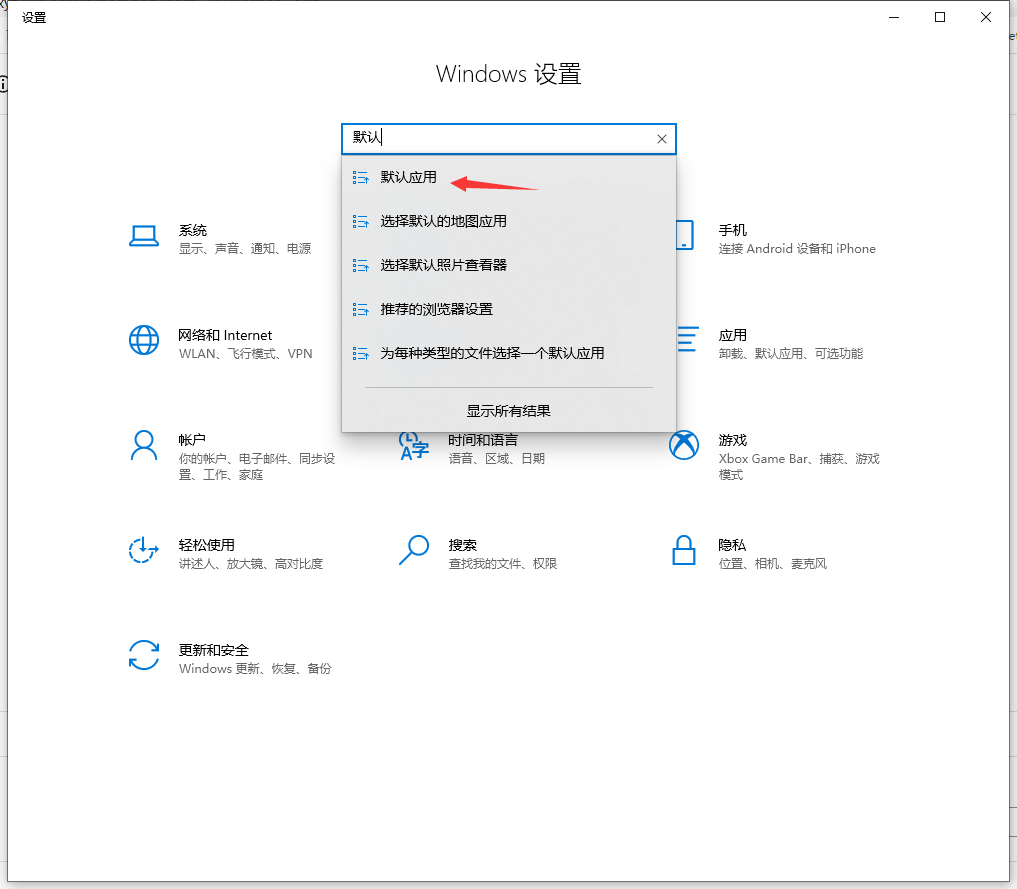 设置
Windows 设置
默认
默认应用
选择默认的地图应用
选择默认照片查看器
推荐的浏览器设置
为每种类型的文件选择一个默认应用
显示所有结果
系统
显示、声音、通知、电源
手机
连接 Android 设备和 iPhone
网络和 Internet
WLAN、飞行模式、VPN
应用
卸载、默认应用、可选功能
帐户
你的帐户、电子邮件、同步设
置、工作、家庭
时间和语言
语音、区域、日期
游戏
Xbox Game Bar、捕获、游戏
模式
轻松使用
讲述人、放大镜、高对比度
搜索
查找我的文件、权限
隐私
位置、相机、麦克风
更新和安全
Windows 更新、恢复、备份